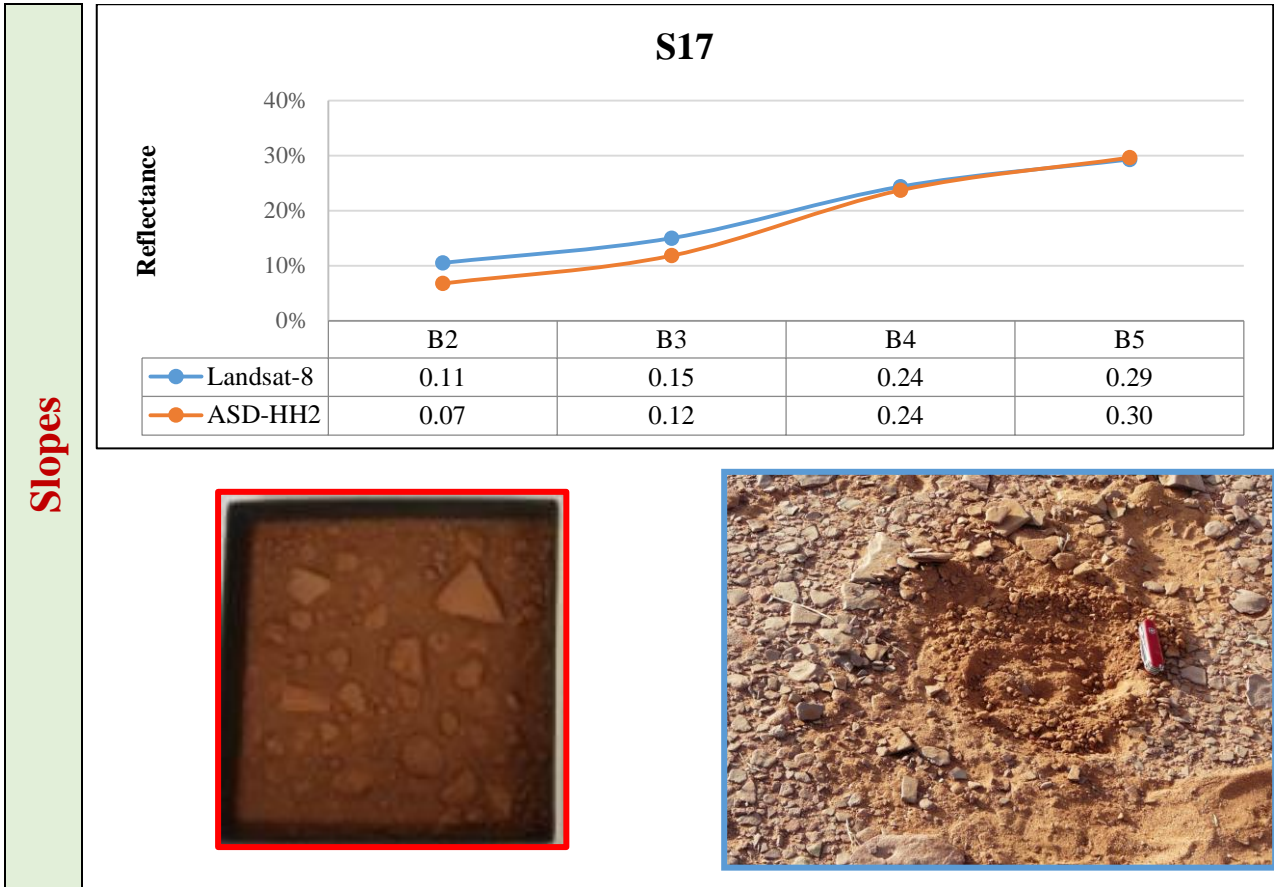 Slopes
S17
Reflectance
40%
30%
20%
10%
0%
B2 B3 B4 B5
Landsat-8 0.11 0.15 0.24 0.29
ASD-HH2 0.07 0.12 0.24 0.30